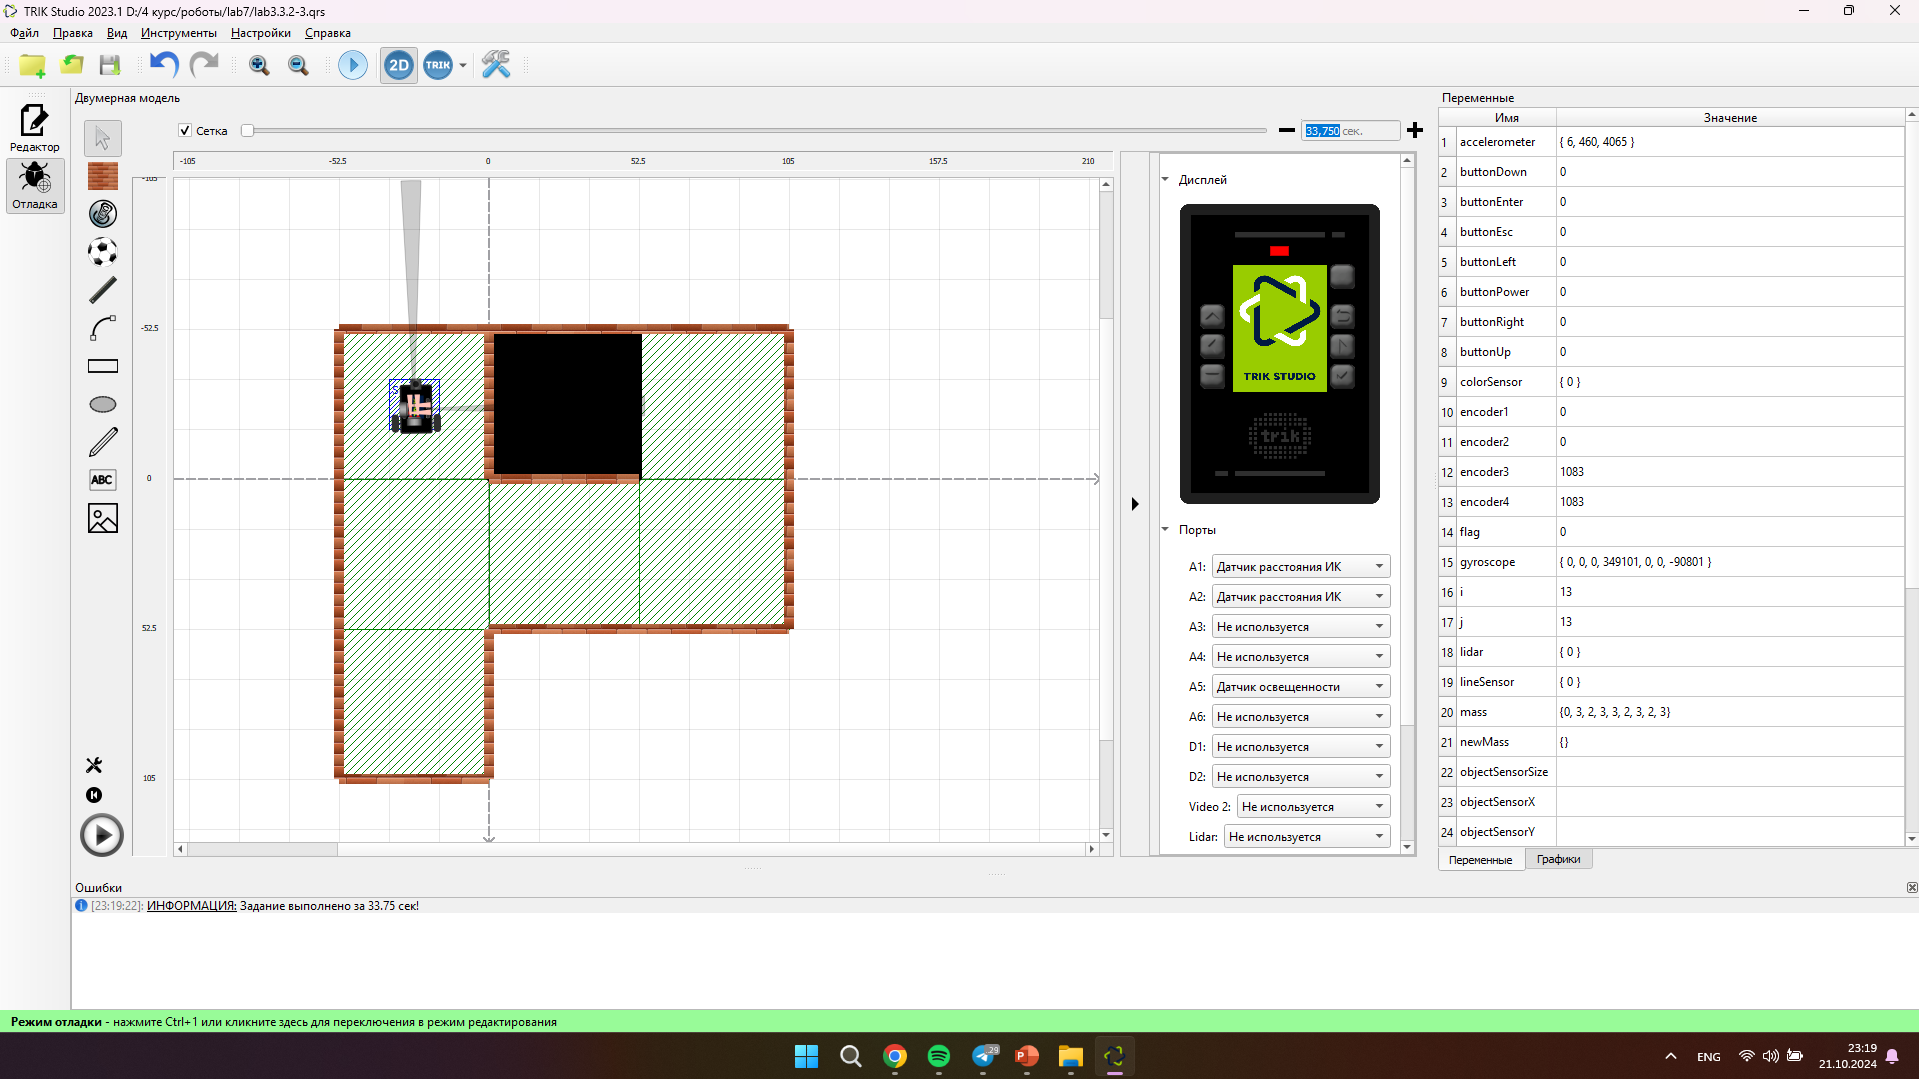 TRIK Studio 2023.1 D:/4 курс/роботы/lab7/lab3.3.2-3.qrs
Файл Правка Вид Инструменты Настройки Справка
2D TRIK
Редактор
Отладка
Двумерная модель
Сетка
33,750 сек.
-105 -52.5 0 52.5 105 157.5 210
-105
-52.5
0
52.5
105
ABC
Дисплей
TRIK STUDIO
trik
Порты
A1: Датчик расстояния ИК
A2: Датчик расстояния ИК
A3: Не используется
A4: Не используется
A5: Датчик освещенности
A6: Не используется
D1: Не используется
D2: Не используется
Video 2: Не используется
Lidar: Не используется
Переменные
Имя Значение
1 accelerometer { 6, 460, 4065 }
2 buttonDown 0
3 buttonEnter 0
4 buttonEsc 0
5 buttonLeft 0
6 buttonPower 0
7 buttonRight 0
8 buttonUp 0
9 colorSensor { 0 }
10 encoder1 0
11 encoder2 0
12 encoder3 1083
13 encoder4 1083
14 flag 0
15 gyroscope { 0, 0, 0, 349101, 0, 0, -90801 }
16 i 13
17 j 13
18 lidar { 0 }
19 lineSensor { 0 }
20 mass {0, 3, 2, 3, 3, 2, 3, 2, 3}
21 newMass {}
22 objectSensorSize
23 objectSensorX
24 objectSensorY
Переменные Графики
Ошибки
[23:19:22]: ИНФОРМАЦИЯ: Задание выполнено за 33.75 сек!
Режим отладки - нажмите Ctrl+1 или кликните здесь для переключения в режим редактирования
29
ENG
23:19
21.10.2024